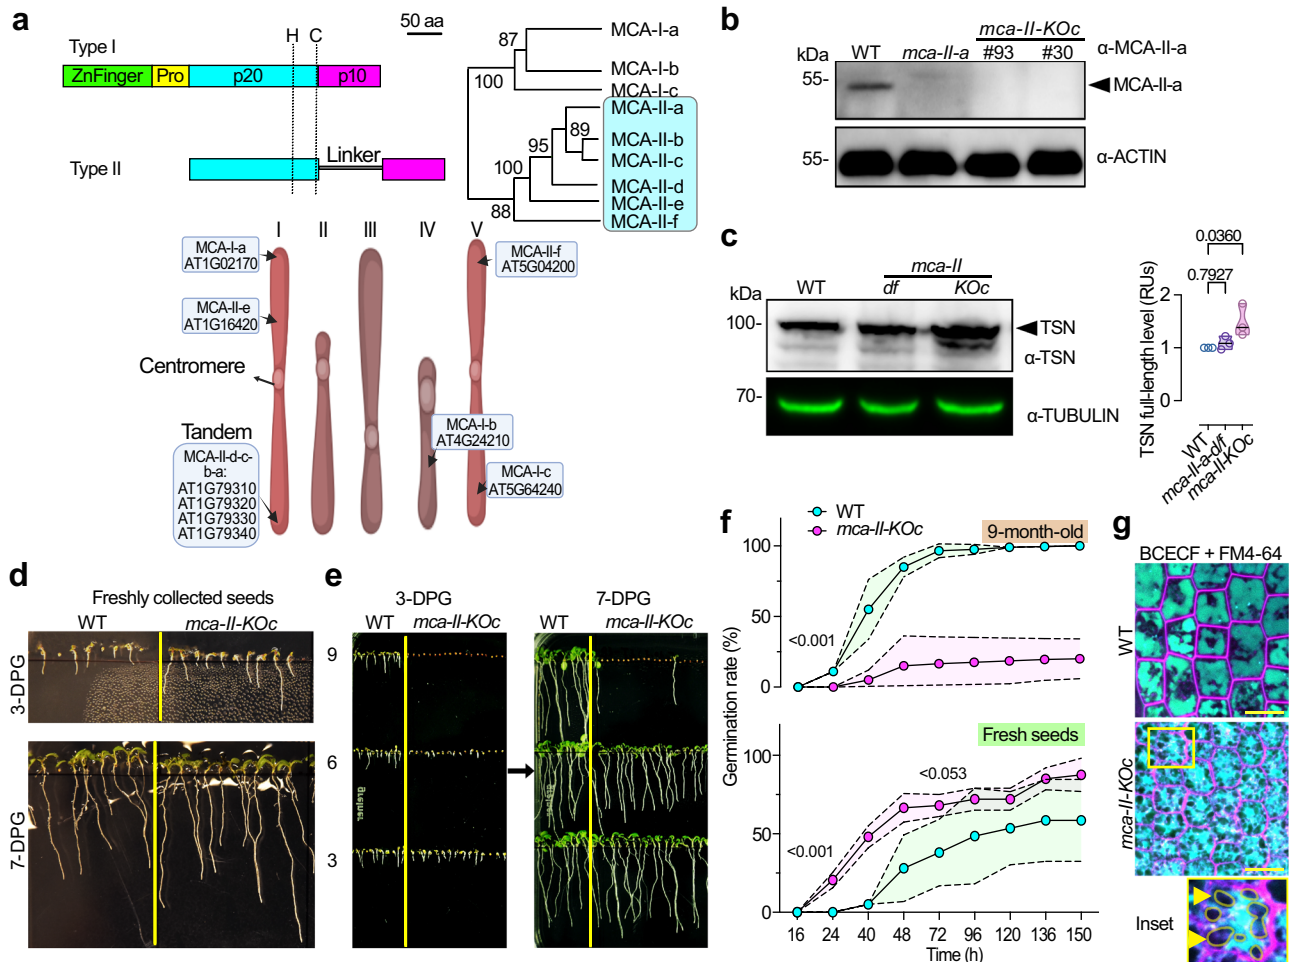 a
Type I
H C
50 aa
ZnFinger Pro p20 p10
Type II
Linker
87
100
95
89
100
88
MCA-I-a
MCA-I-b
MCA-I-c
MCA-II-a
MCA-II-b
MCA-II-c
MCA-II-d
MCA-II-e
MCA-II-f
I II III IV V
MCA-I-a
AT1G02170
MCA-II-e
AT1G16420
Centromere
Tandem
MCA-II-d-c-
b-a:
AT1G79310
AT1G79320
AT1G79330
AT1G79340
MCA-II-f
AT5G04200
MCA-I-b
AT4G24210
MCA-I-c
AT5G64240
b
mca-II-KOc
kDa WT mca-II-a #93 #30 α-MCA-II-a
55-
MCA-II-a
55-
α-ACTIN
c
mca-II
kDa WT df KOc
100-
TSN
α-TSN
70-
α-TUBULIN
0.0360
0.7927
TSN full-length level (RUs)
2
1
0
WT
mca-II-a-d/f
mca-II-KOc
d
Freshly collected seeds
WT mca-II-KOc
3-DPG
7-DPG
e
3-DPG 7-DPG
WT mca-II-KOc WT mca-II-KOc
9
6
3
greiner
f
WT
mca-II-KOc
9-month-old
100
50
0
<0.001
Germination rate (%)
Fresh seeds
100
50
0
<0.001
<0.053
16 24 40 48 72 96 120 136 150
Time (h)
g
BCECF + FM4-64
WT
mca-II-KOc
Inset